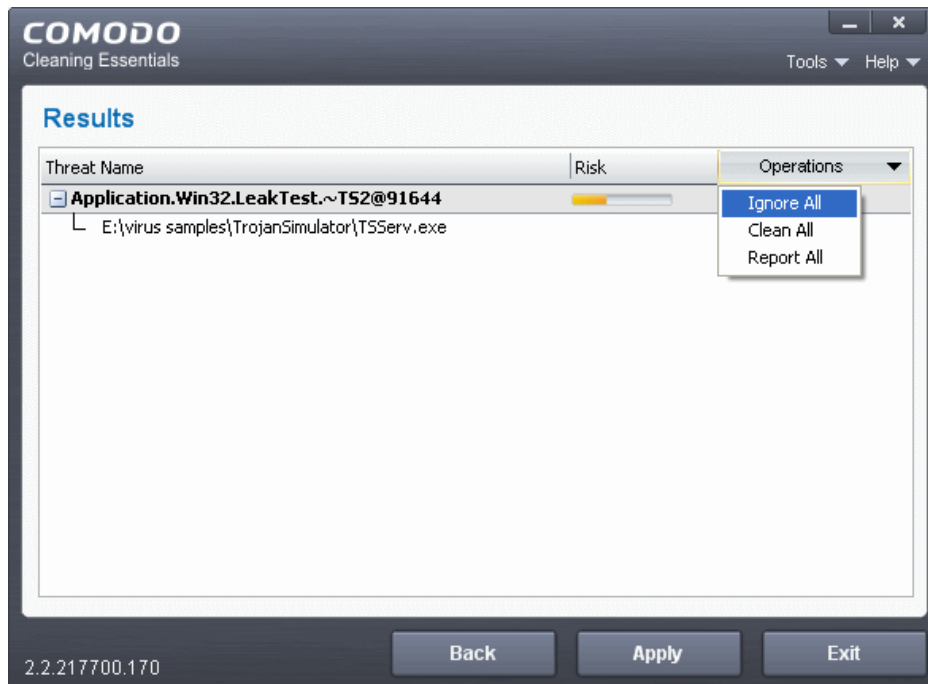 COMODO
Cleaning Essentials
Tools Help
Results
Threat Name Risk Operations
Application.Win32.LeakTest.~TS2@91644
E:\virus samples\TrojanSimulator\TSServ.exe
Ignore All
Clean All
Report All
Back Apply Exit
2.2.217700.170